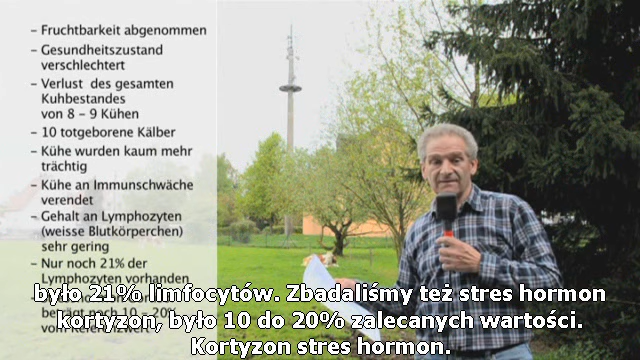 – Fruchtbarkeit abgenommen
– Gesundheitszustand
verschlechtert
– Verlust des gesamten
Kuhbestandes
von 8 – 9 Kühen
– 10 totgeborene Kälber
– Kühe wurden kaum mehr
trächtig
– Kühe an Immunschwäche
verendet
– Gehalt an Lymphozyten
(weisse Blutkörperchen)
sehr gering
– Nur noch 21% der
Lymphozyten vorhanden
było 21% limfocytów. Zbadaliśmy też stres hormon
kortyzon, było 10 do 20% zalecanych wartości.
Kortyzon stres hormon.